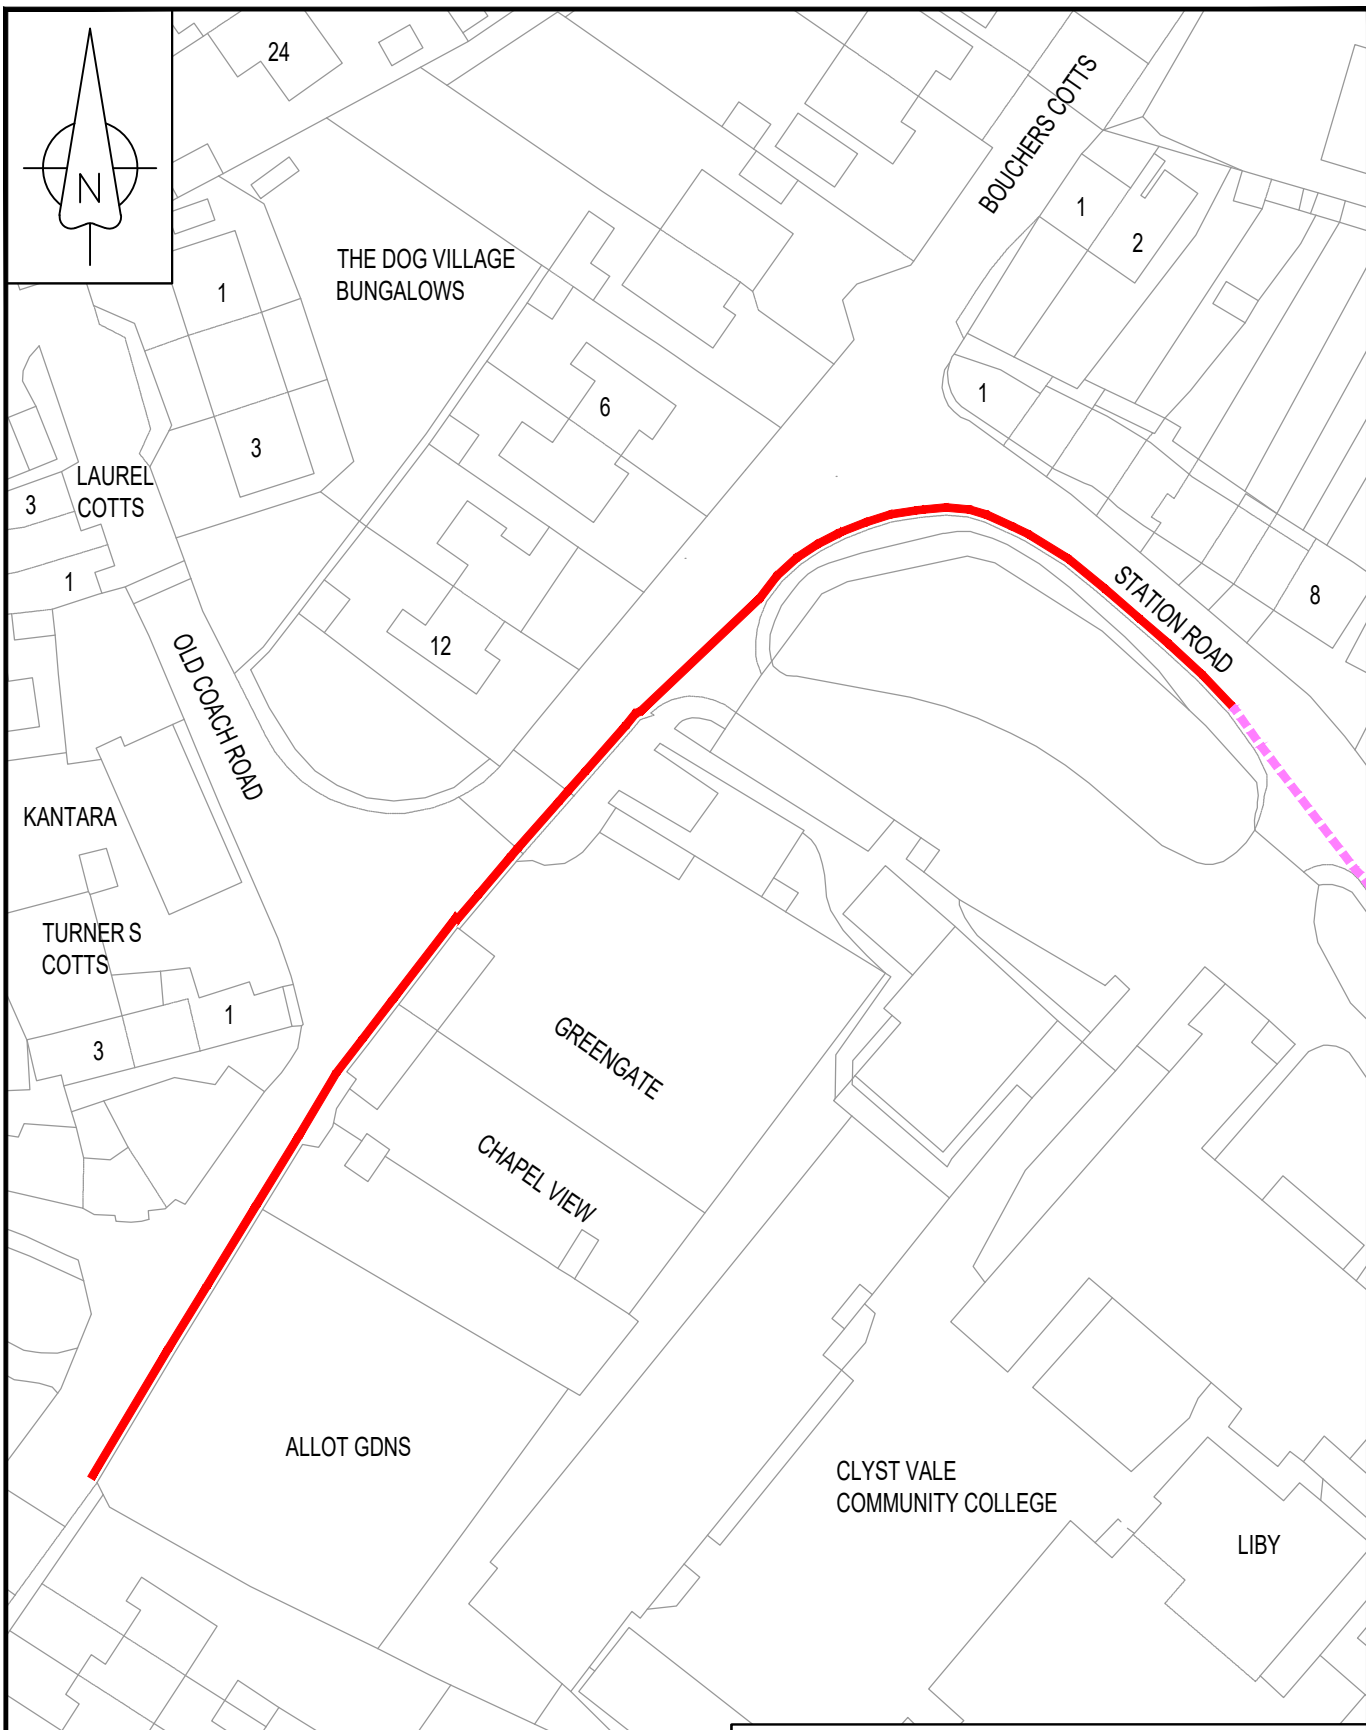 24
N
BOUCHERS COTTS
1
2
THE DOG VILLAGE
BUNGALOWS
1
6
1
3
LAUREL
COTTS
3
1
STATION ROAD
8
12
OLD COACH ROAD
KANTARA
TURNER S
COTTS
1
3
GREENGATE
CHAPEL VIEW
ALLOT GDNS
CLYST VALE
COMMUNITY COLLEGE
LIBY